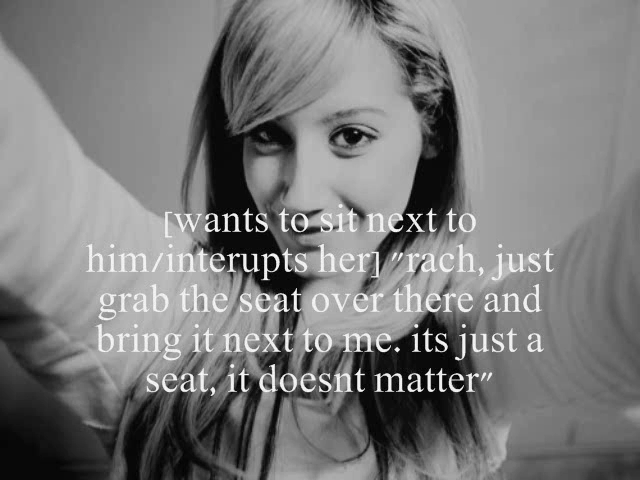 [wants to sit next to
him/interupts her] "rach, just
grab the seat over there and
bring it next to me. its just a
seat, it doesnt matter"